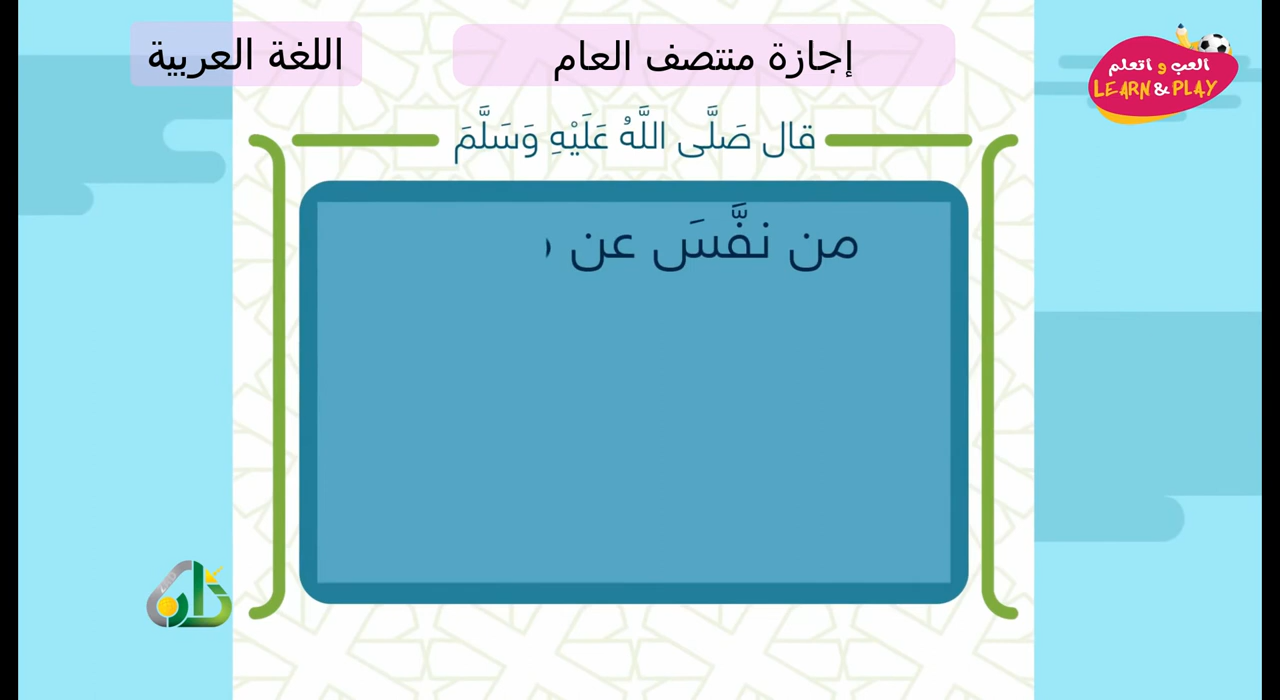 إجازة منتصف العام
اللغة العربية
العب و اتعلم
LEARN & PLAY
قال صَلَّى اللَّهُ عَلَيْهِ وَسَلَّمَ
من نفَّسَ عن